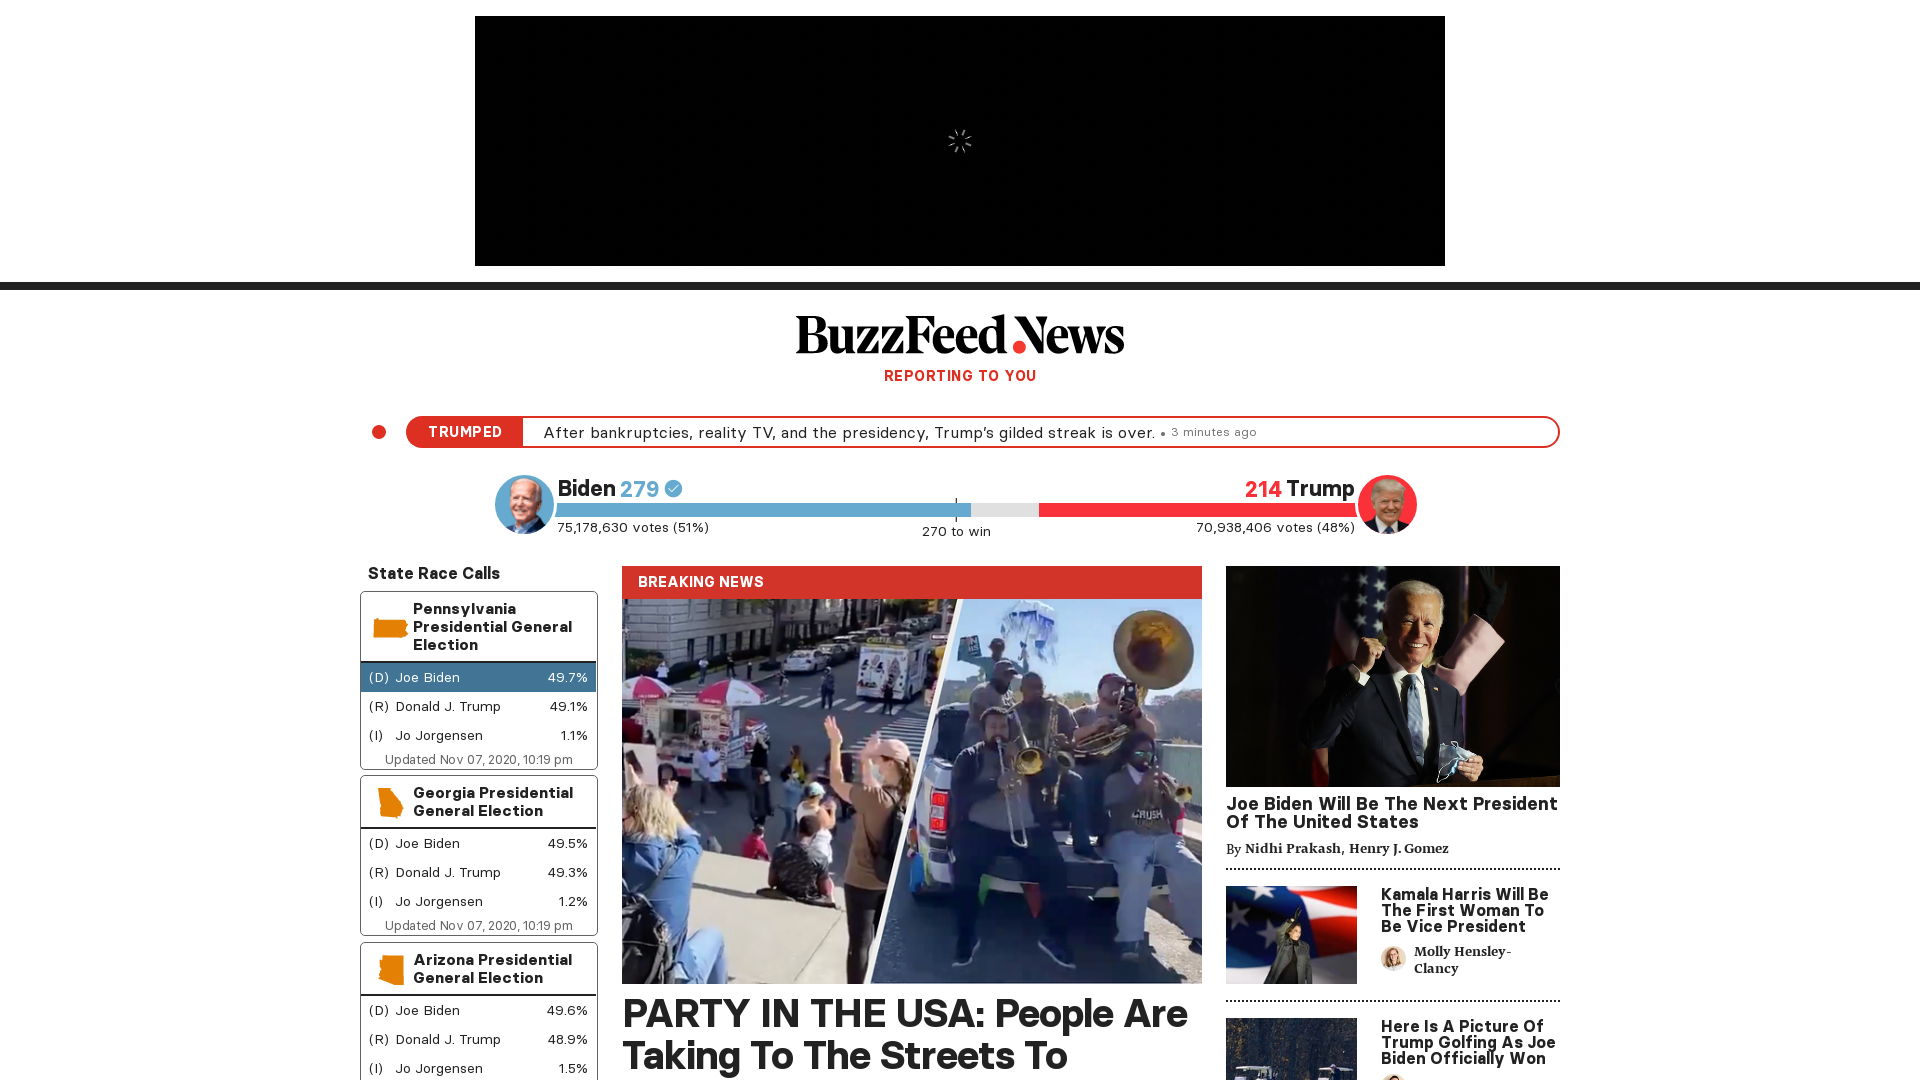 BuzzFeed News
REPORTING TO YOU
TRUMPED
After bankruptcies, reality TV, and the presidency, Trump’s gilded streak is over. • 3 minutes ago
Biden 279
214 Trump
75,178,630 votes (51%)
270 to win
70,938,406 votes (48%)
State Race Calls
Pennsylvania
Presidential General
Election
(D) Joe Biden 49.7%
(R) Donald J. Trump 49.1%
(I) Jo Jorgensen 1.1%
Updated Nov 07, 2020, 10:19 pm
Georgia Presidential
General Election
(D) Joe Biden 49.5%
(R) Donald J. Trump 49.3%
(I) Jo Jorgensen 1.2%
Updated Nov 07, 2020, 10:19 pm
Arizona Presidential
General Election
(D) Joe Biden 49.6%
(R) Donald J. Trump 48.9%
(I) Jo Jorgensen 1.5%
BREAKING NEWS
PARTY IN THE USA: People Are
Taking To The Streets To
Joe Biden Will Be The Next President
Of The United States
By Nidhi Prakash, Henry J. Gomez
Kamala Harris Will Be
The First Woman To
Be Vice President
Molly Hensley-
Clancy
Here Is A Picture Of
Trump Golfing As Joe
Biden Officially Won